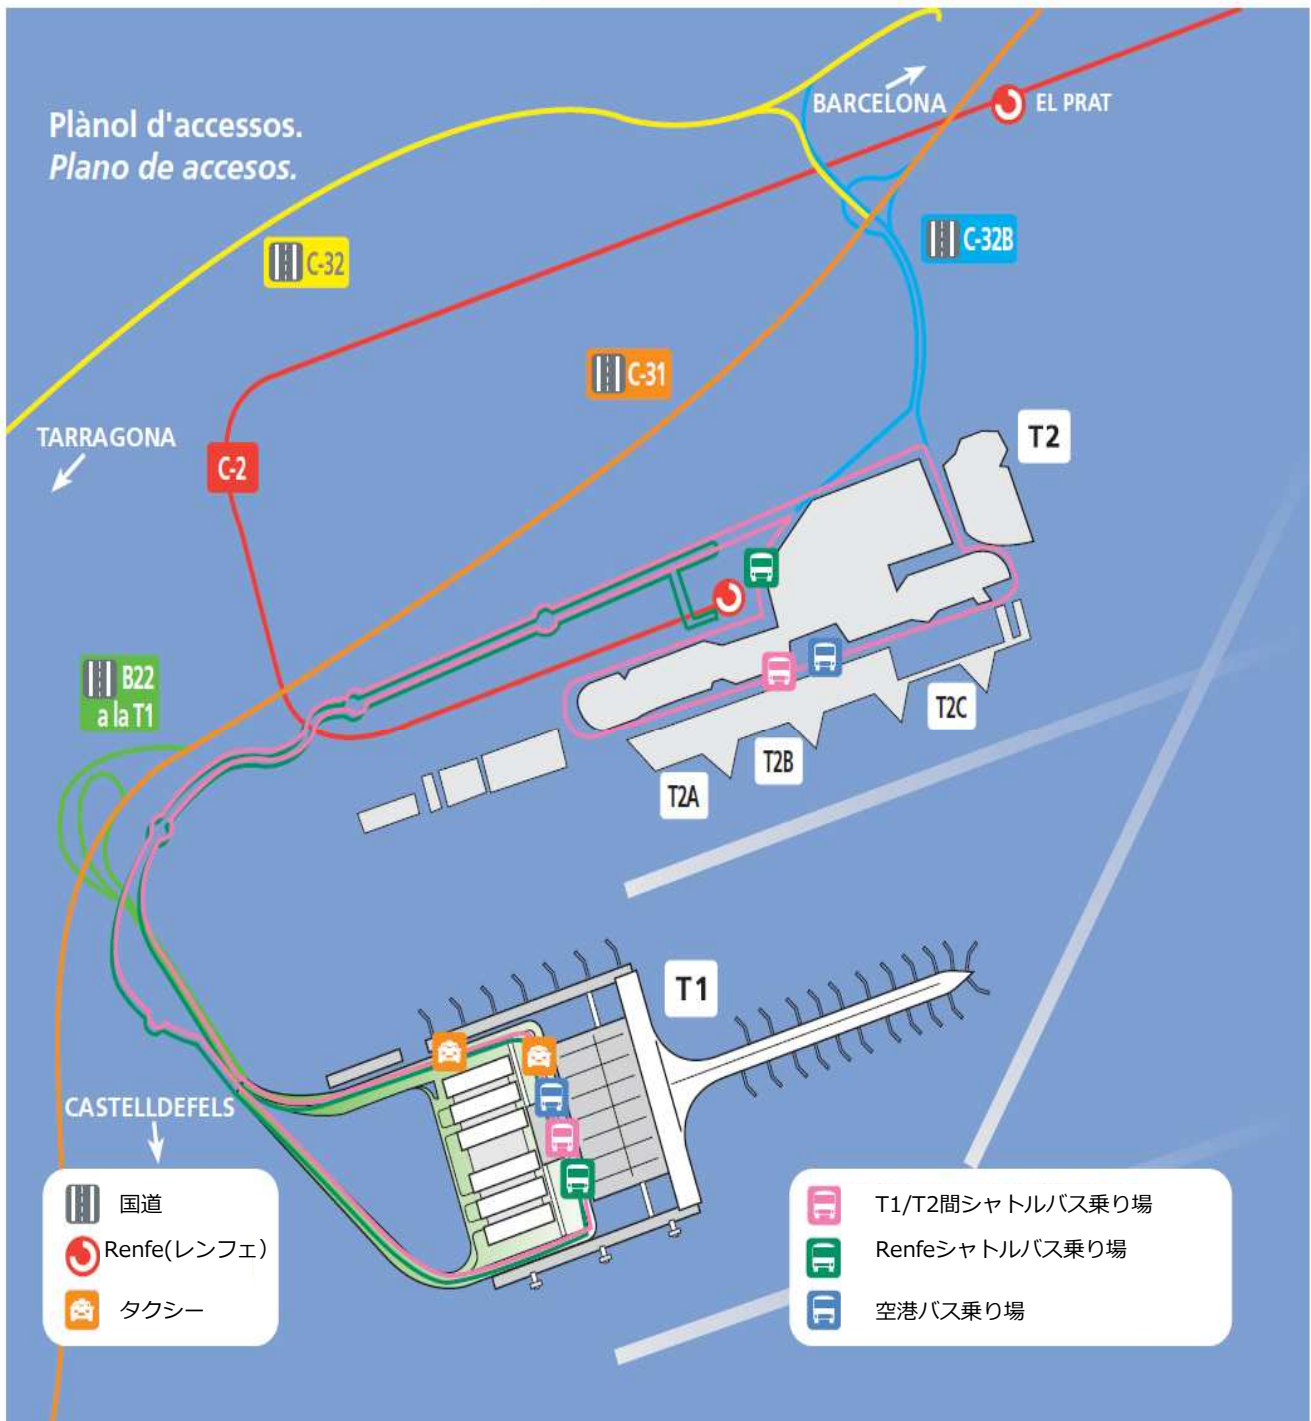 Plànol d'accessos.
Plano de accesos.
BARCELONA
EL PRAT
C-32
C-32B
C-31
TARRAGONA
C-2
T2
B22
a la T1
T2C
T2B
T2A
T1
CASTELLDEFELS
国道
Renfe(レンフェ)
タクシー
T1/T2間シャトルバス乗り場
Renfeシャトルバス乗り場
空港バス乗り場